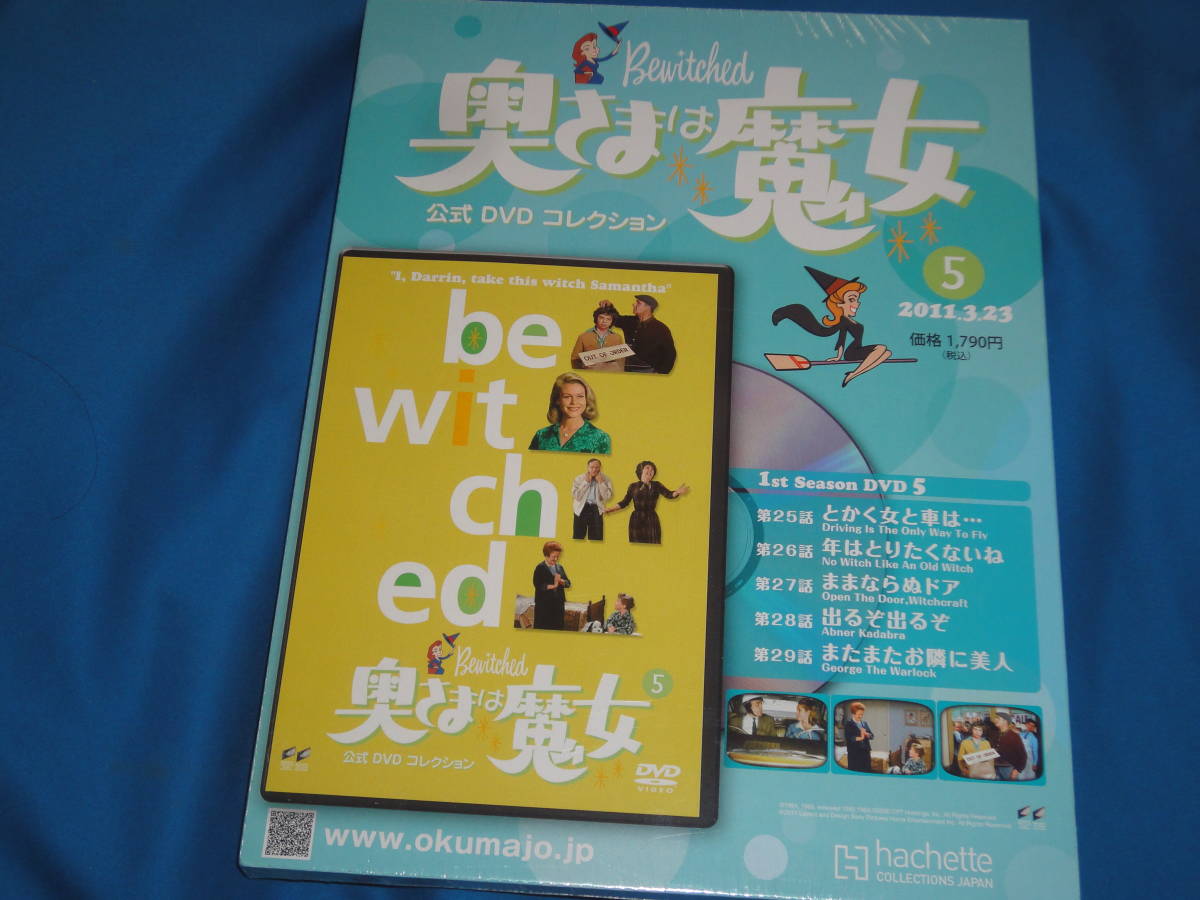 Bewitched
奥さまは魔女
公式 DVD コレクション
5
2011.3.23
価格 1,790円
(税込)
"I, Darrin, take this witch Samantha"
be
wit
ch
ed
OUT OF ORDER
Bewitched
奥さまは魔女
5
公式 DVD コレクション
DVD
VIDEO
1st Season DVD 5
第25話 とかく女と車は…
Driving Is The Only Way To Fly
第26話 年はとりたくないね
No Witch Like An Old Witch
第27話 ままならぬドア
Open The Door,Witchcraft
第28話 出るぞ出るぞ
Abner Kadabra
第29話 またまたお隣に美人
George The Warlock
www.okumajo.jp
hachette
COLLECTIONS JAPAN